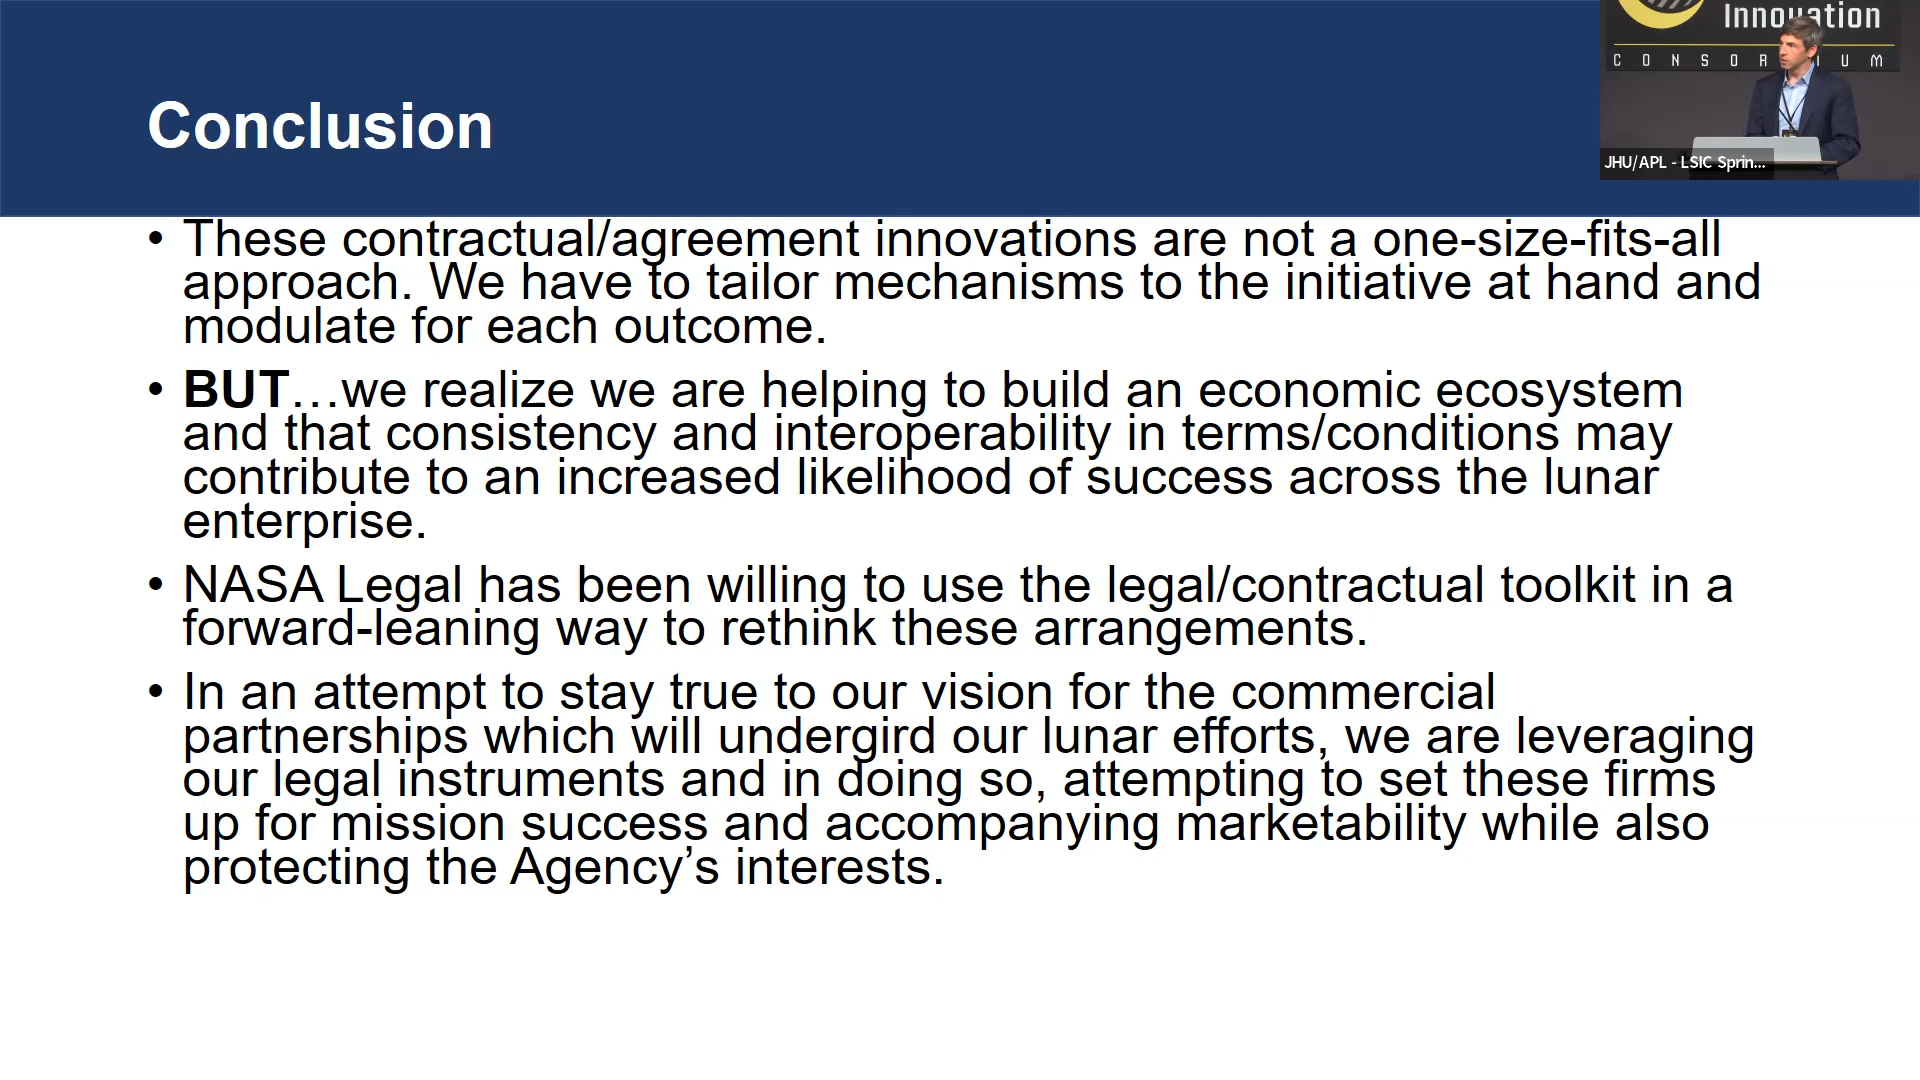 Innovation
CONSORTIUM
JHU/APL - LSIC Sprin...
Conclusion
• These contractual/agreement innovations are not a one-size-fits-all
approach. We have to tailor mechanisms to the initiative at hand and
modulate for each outcome.
• BUT…we realize we are helping to build an economic ecosystem
and that consistency and interoperability in terms/conditions may
contribute to an increased likelihood of success across the lunar
enterprise.
• NASA Legal has been willing to use the legal/contractual toolkit in a
forward-leaning way to rethink these arrangements.
• In an attempt to stay true to our vision for the commercial
partnerships which will undergird our lunar efforts, we are leveraging
our legal instruments and in doing so, attempting to set these firms
up for mission success and accompanying marketability while also
protecting the Agency’s interests.